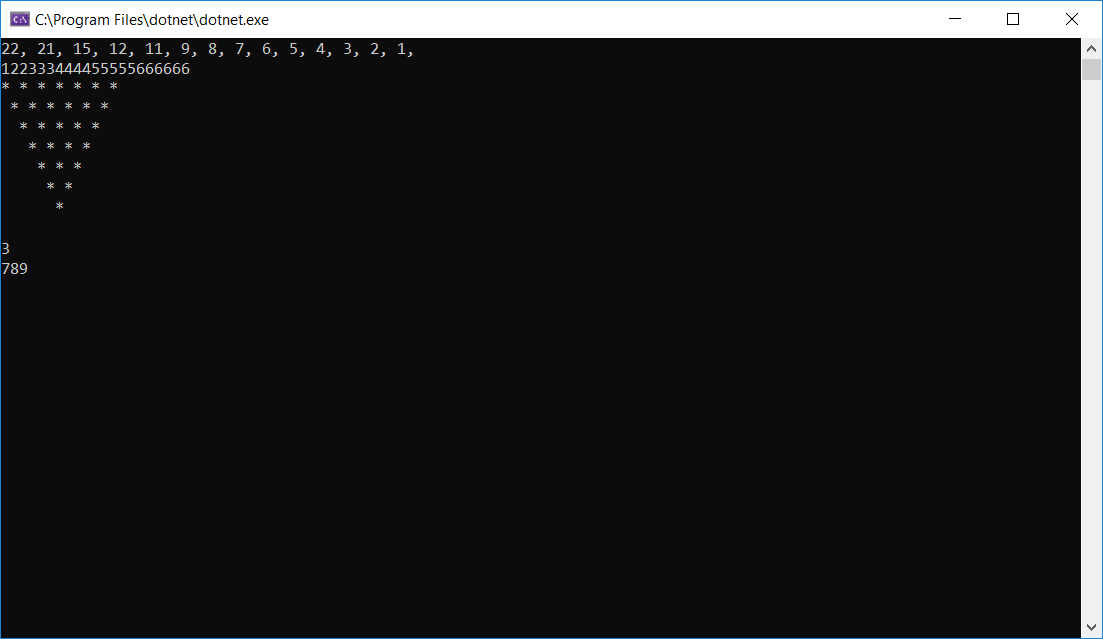 C:\Program Files\dotnet\dotnet.exe
22, 21, 15, 12, 11, 9, 8, 7, 6, 5, 4, 3, 2, 1,
122333444455555666666
* * * * * * *
 * * * * * *
  * * * * *
   * * * *
    * * *
     * *
      *
3
789